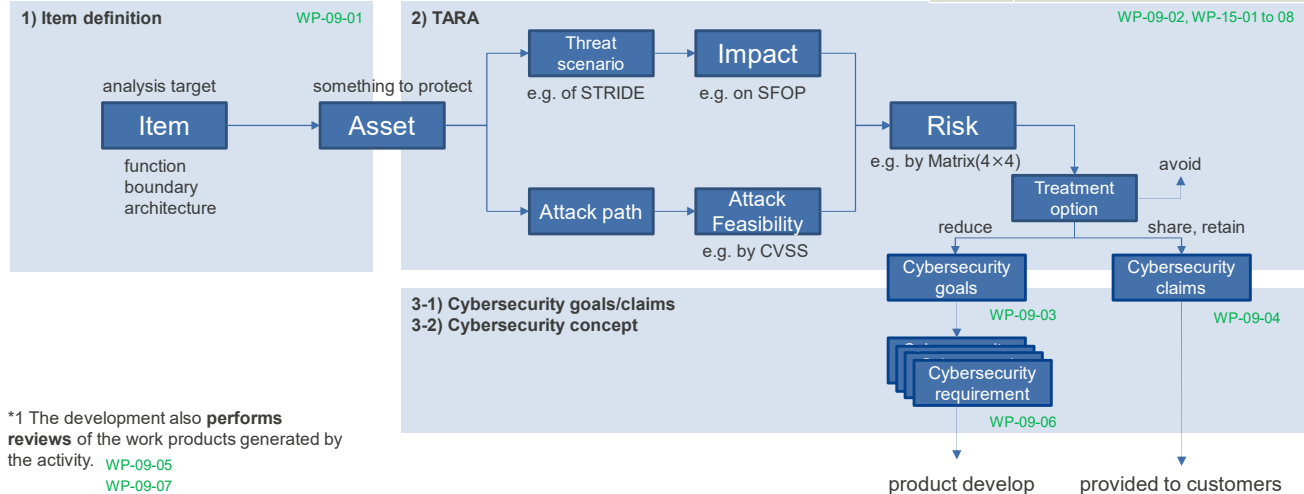 1) Item definition
WP-09-01
analysis target
Item
function
boundary
architecture
something to protect
Asset
2) TARA
WP-09-02, WP-15-01 to 08
Threat
scenario
e.g. of STRIDE
Impact
e.g. on SFOP
Attack path
Attack
Feasibility
e.g. by CVSS
Risk
e.g. by Matrix(4×4)
Treatment
option
avoid
reduce
share, retain
Cybersecurity
goals
Cybersecurity
claims
3-1) Cybersecurity goals/claims
3-2) Cybersecurity concept
WP-09-03
WP-09-04
Cybersecurity
requirement
WP-09-06
product develop
provided to customers
*1 The development also performs
reviews of the work products generated by
the activity.
WP-09-05
WP-09-07